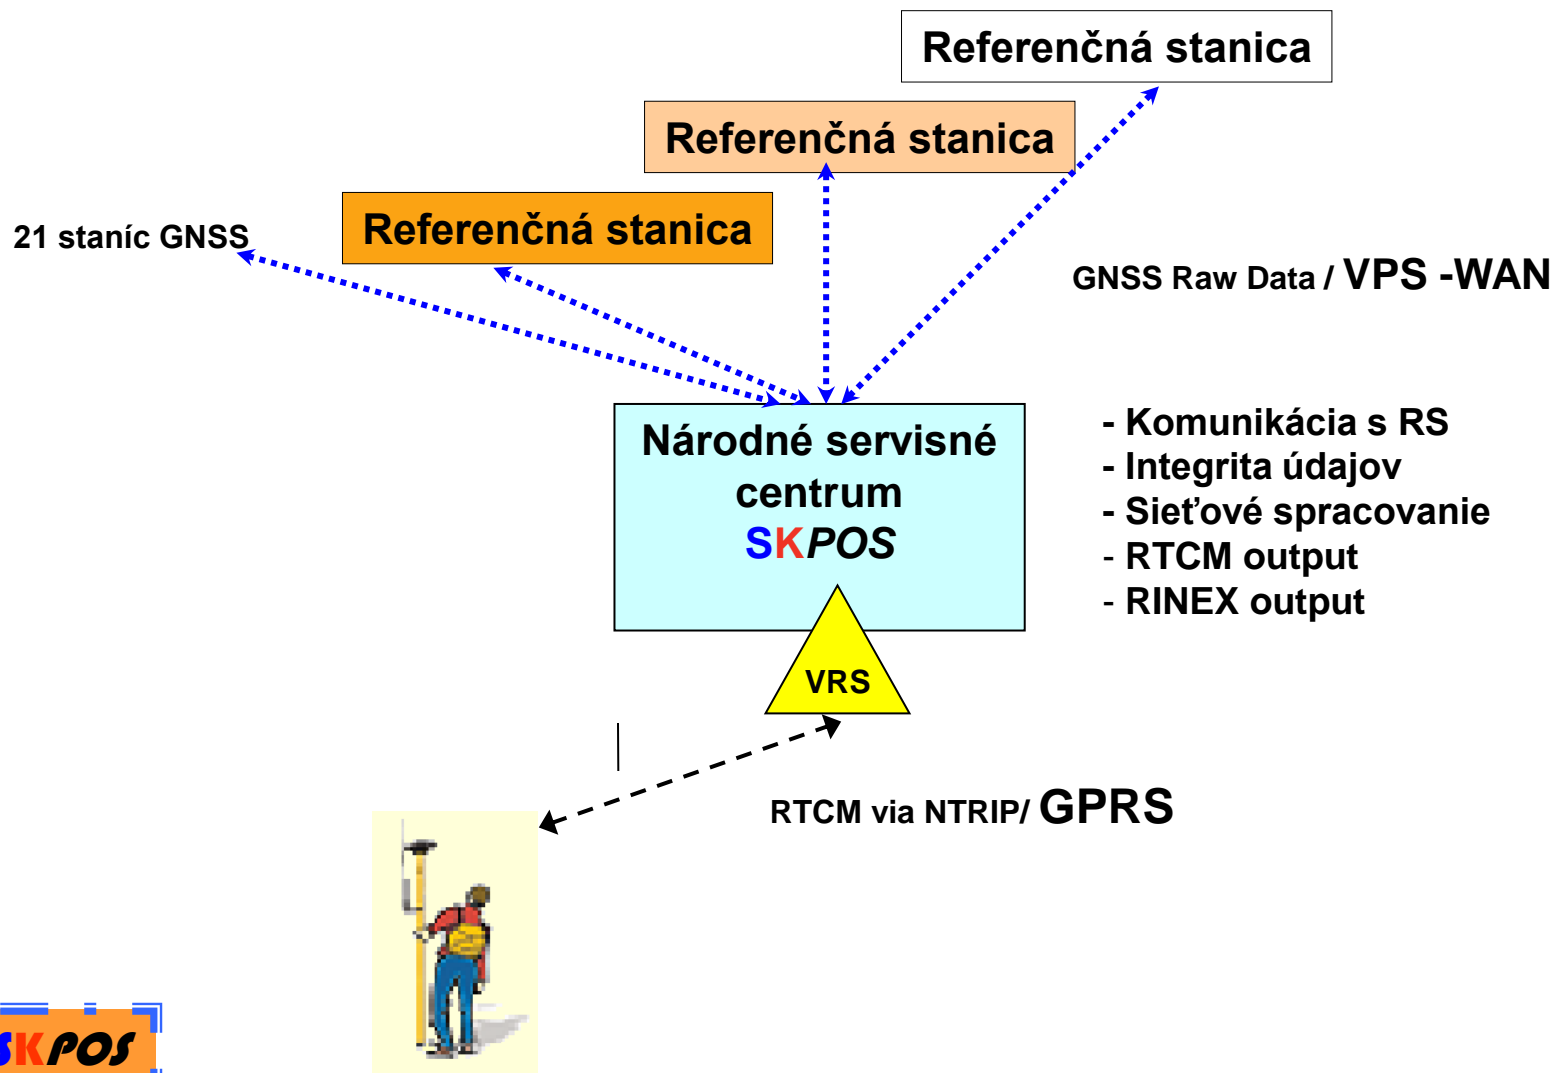 Referenčná stanica
Referenčná stanica
Referenčná stanica
21 staníc GNSS
GNSS Raw Data / VPS -WAN
Národné servisné
centrum
SKPOS
- Komunikácia s RS
- Integrita údajov
- Sieťové spracovanie
- RTCM output
- RINEX output
VRS
RTCM via NTRIP/ GPRS
SKPOS